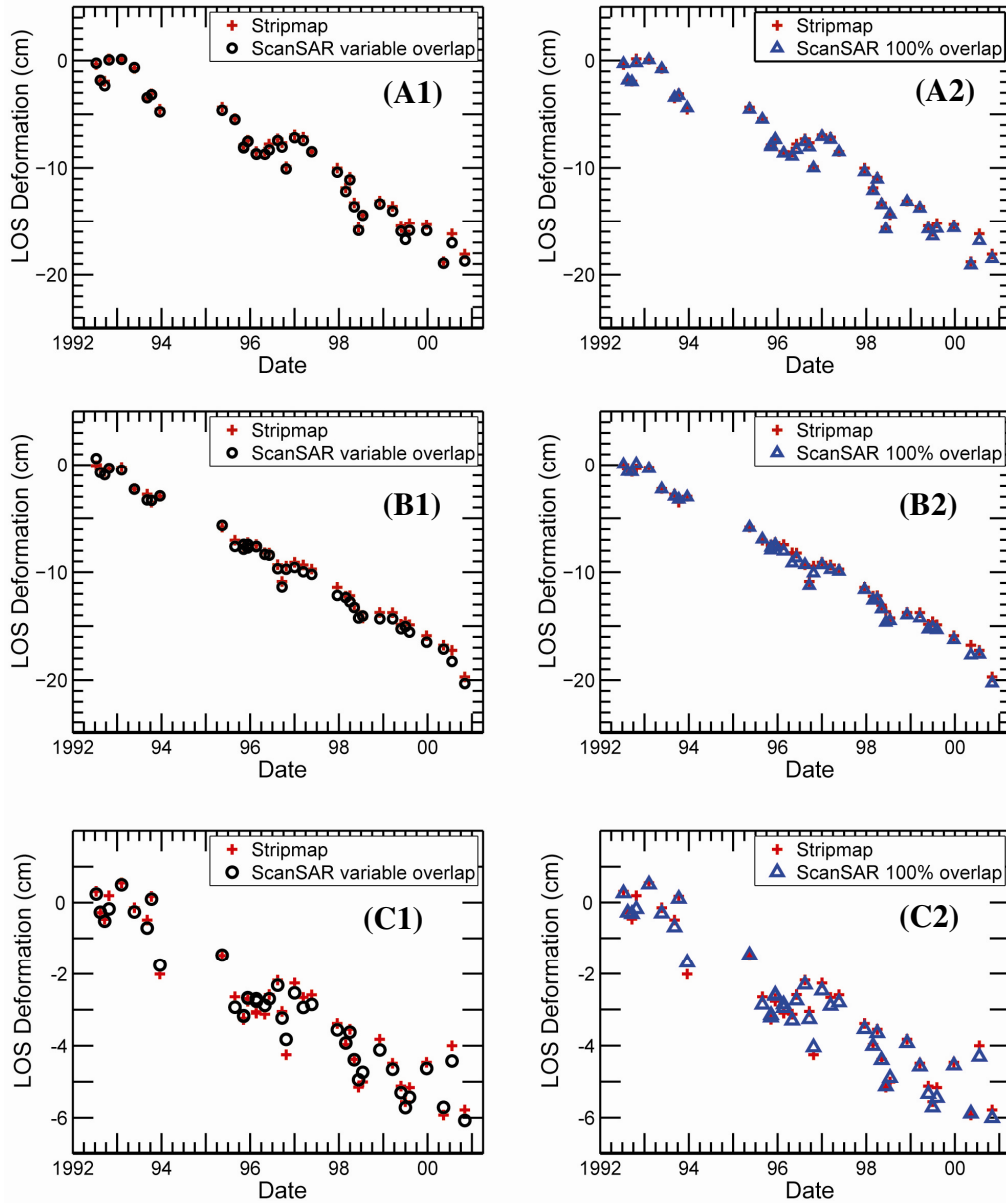 Stripmap
ScanSAR variable overlap
(A1)
LOS Deformation (cm)
0
−10
−20
1992 94 96 98 00
Date
Stripmap
ScanSAR 100% overlap
(A2)
LOS Deformation (cm)
0
−10
−20
1992 94 96 98 00
Date
Stripmap
ScanSAR variable overlap
(B1)
LOS Deformation (cm)
0
−10
−20
1992 94 96 98 00
Date
Stripmap
ScanSAR 100% overlap
(B2)
LOS Deformation (cm)
0
−10
−20
1992 94 96 98 00
Date
Stripmap
ScanSAR variable overlap
(C1)
LOS Deformation (cm)
0
−2
−4
−6
1992 94 96 98 00
Date
Stripmap
ScanSAR 100% overlap
(C2)
LOS Deformation (cm)
0
−2
−4
−6
1992 94 96 98 00
Date